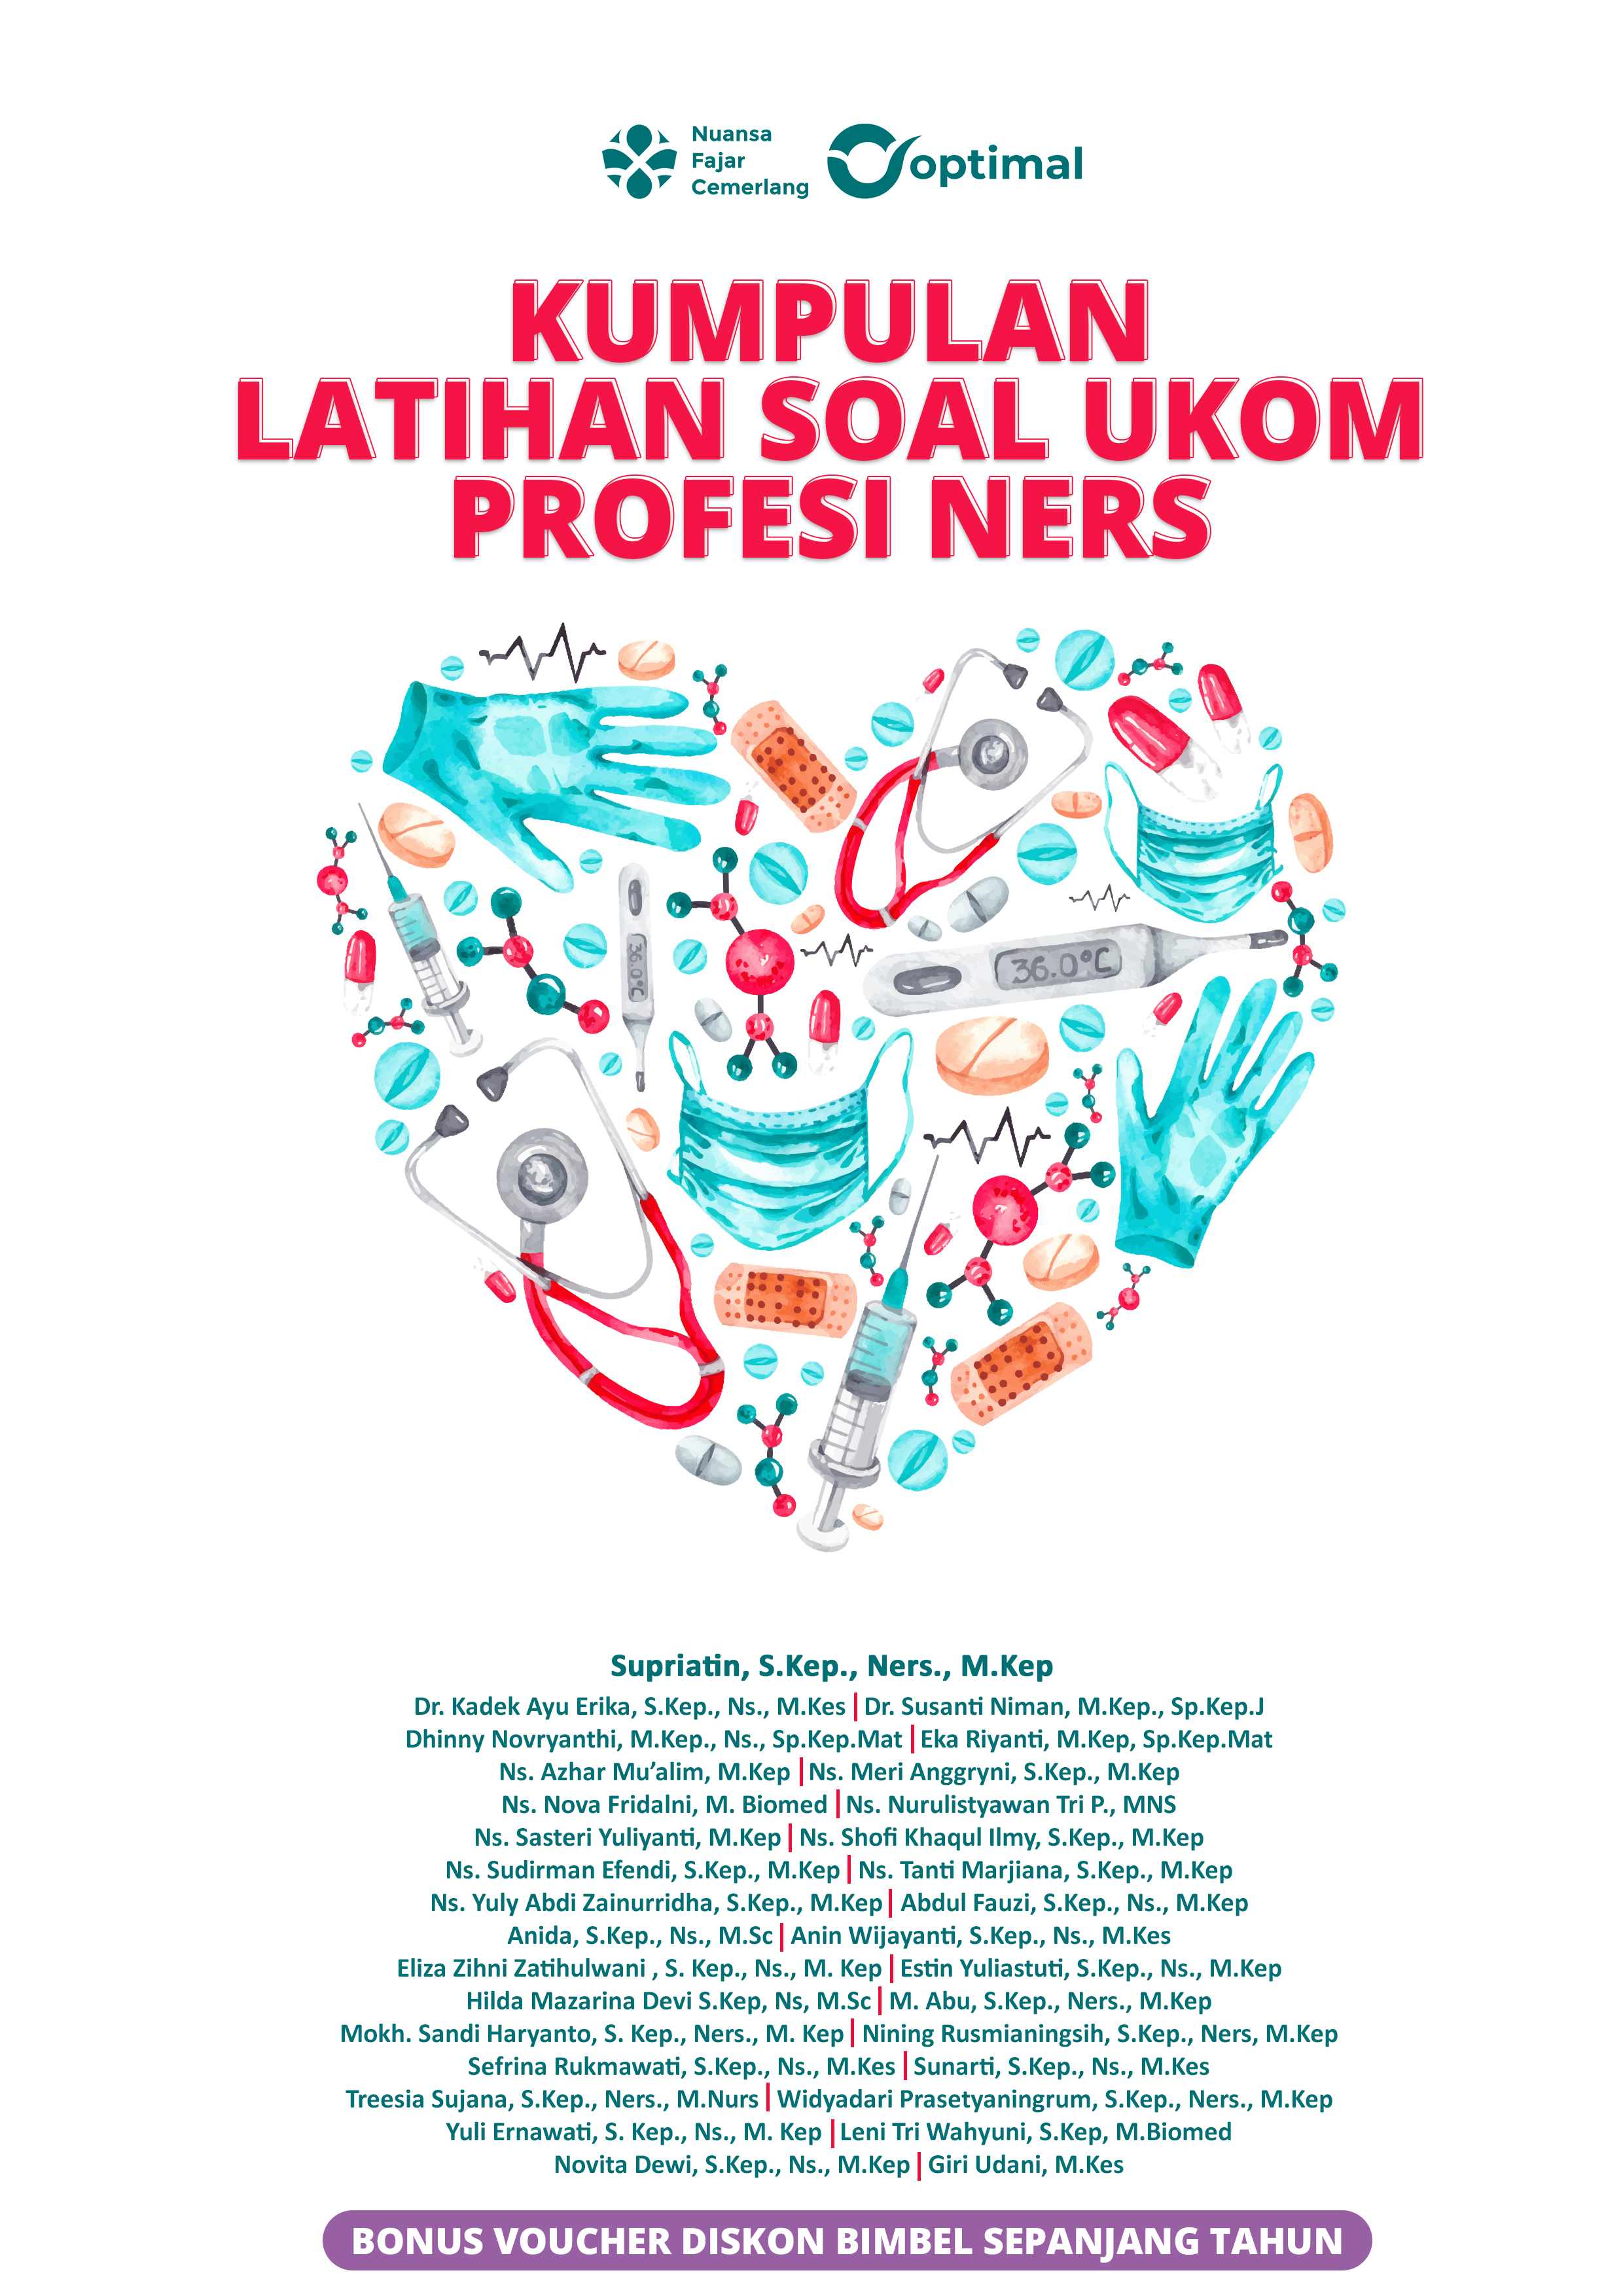 Nuansa
Fajar
Cemerlang
optimal
KUMPULAN
LATIHAN SOAL UKOM
PROFESI NERS
36.0°C
36.0°C
Supriatin, S.Kep., Ners., M.Kep
Dr. Kadek Ayu Erika, S.Kep., Ns., M.Kes | Dr. Susanti Niman, M.Kep., Sp.Kep.J
Dhinny Novryanthi, M.Kep., Ns., Sp.Kep.Mat | Eka Riyanti, M.Kep, Sp.Kep.Mat
Ns. Azhar Mu’alim, M.Kep | Ns. Meri Anggryni, S.Kep., M.Kep
Ns. Nova Fridalni, M. Biomed | Ns. Nurulistyawan Tri P., MNS
Ns. Sasteri Yuliyanti, M.Kep | Ns. Shofi Khaqul Ilmy, S.Kep., M.Kep
Ns. Sudirman Efendi, S.Kep., M.Kep | Ns. Tanti Marjiana, S.Kep., M.Kep
Ns. Yuly Abdi Zainurridha, S.Kep., M.Kep | Abdul Fauzi, S.Kep., Ns., M.Kep
Anida, S.Kep., Ns., M.Sc | Anin Wijayanti, S.Kep., Ns., M.Kes
Eliza Zihni Zatihulwani , S. Kep., Ns., M. Kep | Estin Yuliastuti, S.Kep., Ns., M.Kep
Hilda Mazarina Devi S.Kep, Ns, M.Sc | M. Abu, S.Kep., Ners., M.Kep
Mokh. Sandi Haryanto, S. Kep., Ners., M. Kep | Nining Rusmianingsih, S.Kep., Ners, M.Kep
Sefrina Rukmawati, S.Kep., Ns., M.Kes | Sunarti, S.Kep., Ns., M.Kes
Treesia Sujana, S.Kep., Ners., M.Nurs | Widyadari Prasetyaningrum, S.Kep., Ners., M.Kep
Yuli Ernawati, S. Kep., Ns., M. Kep | Leni Tri Wahyuni, S.Kep, M.Biomed
Novita Dewi, S.Kep., Ns., M.Kep | Giri Udani, M.Kes
BONUS VOUCHER DISKON BIMBEL SEPANJANG TAHUN